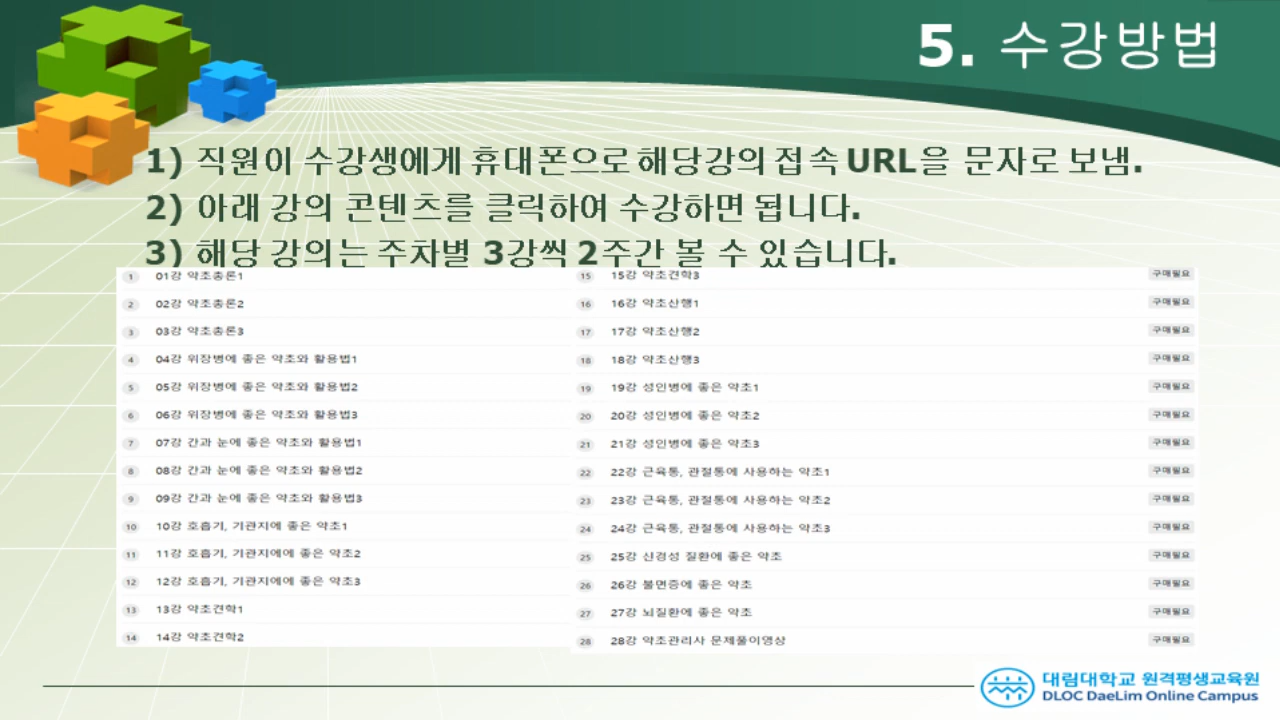 5. 수강방법
1) 직원이 수강생에게 휴대폰으로 해당강의 접속 URL을 문자로 보냄.
2) 아래 강의 콘텐츠를 클릭하여 수강하면 됩니다.
3) 해당 강의는 주차별 3강씩 2주간 볼 수 있습니다.
1 01강 약초총론1
2 02강 약초총론2
3 03강 약초총론3
4 04강 위장병에 좋은 약초와 활용법1
5 05강 위장병에 좋은 약초와 활용법2
6 06강 위장병에 좋은 약초와 활용법3
7 07강 간과 눈에 좋은 약초와 활용법1
8 08강 간과 눈에 좋은 약초와 활용법2
9 09강 간과 눈에 좋은 약초와 활용법3
10 10강 호흡기, 기관지에 좋은 약초1
11 11강 호흡기, 기관지에에 좋은 약초2
12 12강 호흡기, 기관지에에 좋은 약초3
13 13강 약초견학1
14 14강 약초견학2
15 15강 약초견학3 구매필요
16 16강 약초산행1 구매필요
17 17강 약초산행2 구매필요
18 18강 약초산행3 구매필요
19 19강 성인병에 좋은 약초1 구매필요
20 20강 성인병에 좋은 약초2 구매필요
21 21강 성인병에 좋은 약초3 구매필요
22 22강 근육통, 관절통에 사용하는 약초1 구매필요
23 23강 근육통, 관절통에 사용하는 약초2 구매필요
24 24강 근육통, 관절통에 사용하는 약초3 구매필요
25 25강 신경성 질환에 좋은 약초 구매필요
26 26강 불면증에 좋은 약초 구매필요
27 27강 뇌질환에 좋은 약초 구매필요
28 28강 약초관리사 문제풀이영상 구매필요
대림대학교 원격평생교육원
DLOC DaeLim Online Campus